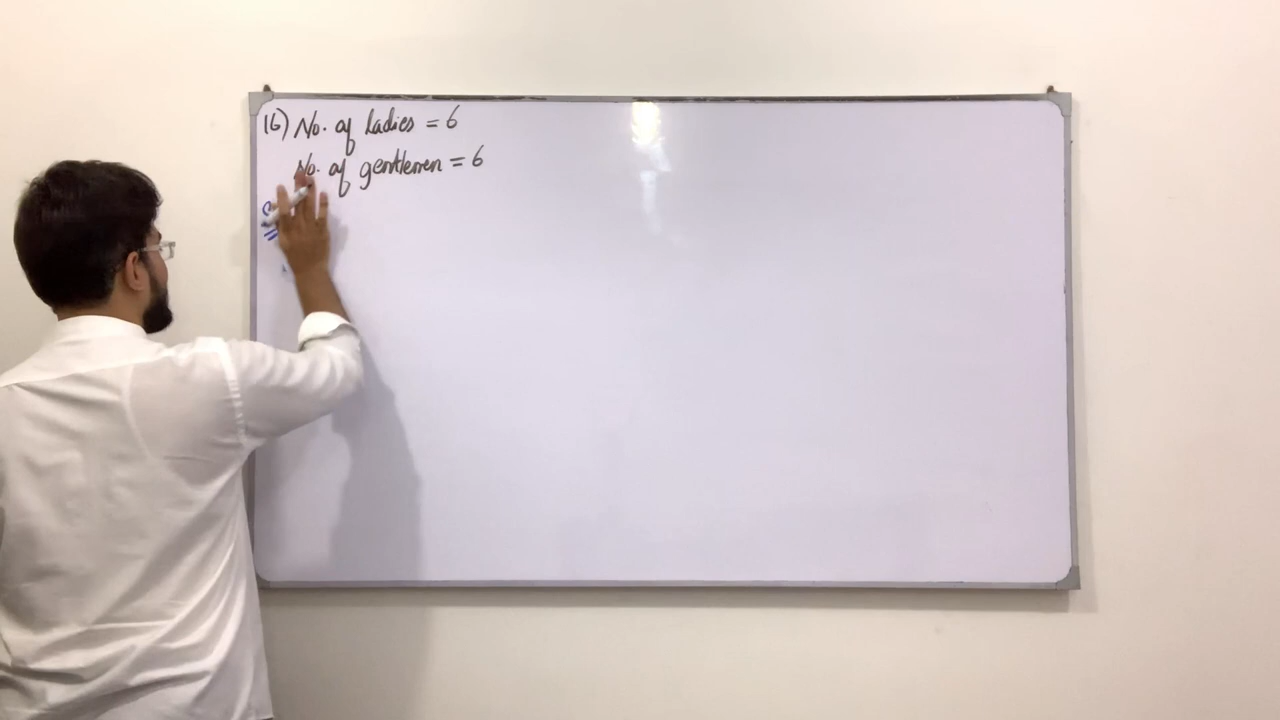 16) No. of ladies = 6
No. of gentlemen = 6